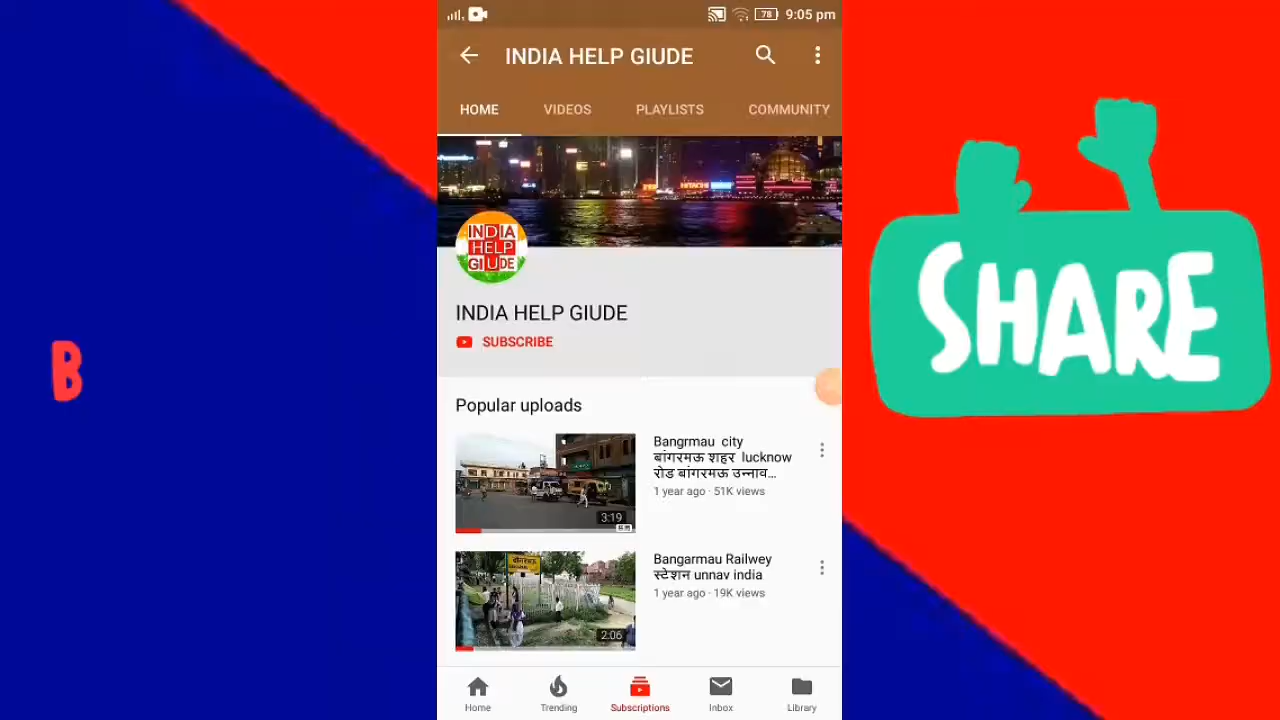 78 9:05 pm
INDIA HELP GIUDE
HOME VIDEOS PLAYLISTS COMMUNITY
HITACHI
INDIA
HELP
GIUDE
INDIA HELP GIUDE
SUBSCRIBE
B
SHARE
Popular uploads
Bangrmau city
बांगरमऊ शहर lucknow
रोड बांगरमऊ उन्नाव...
1 year ago · 51K views
3:19
Bangarmau Railwey
स्टेशन unnav india
1 year ago · 19K views
2:06
Home Trending Subscriptions Inbox Library